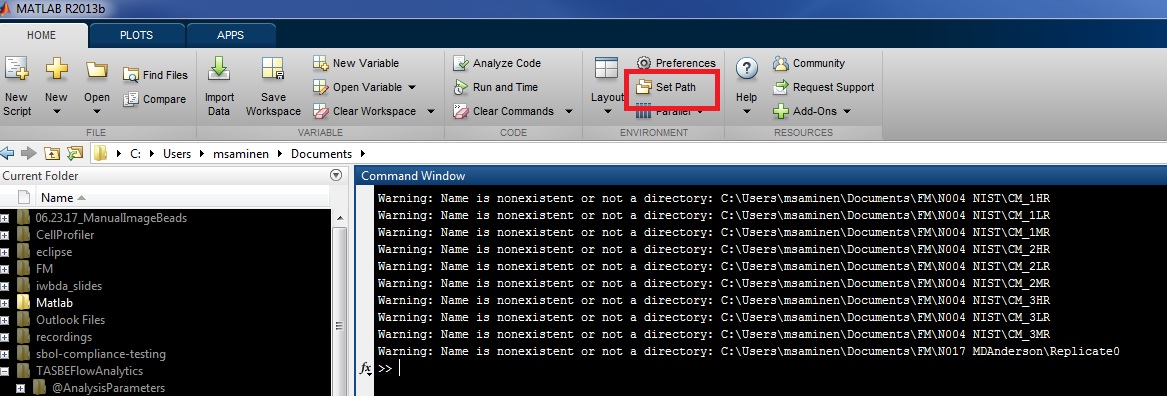 MATLAB R2013b
HOME PLOTS APPS
New Script
New
Open
Find Files
Compare
FILE
Import Data
Save Workspace
New Variable
Open Variable
Clear Workspace
VARIABLE
Analyze Code
Run and Time
Clear Commands
CODE
Layout
Preferences
Set Path
Parallel
ENVIRONMENT
Help
Community
Request Support
Add-Ons
RESOURCES
C: Users msaminen Documents
Current Folder
Name
06.23.17_ManualImageBeads
CellProfiler
eclipse
FM
iwbda_slides
Matlab
Outlook Files
recordings
sbol-compliance-testing
TASBEFlowAnalytics
@AnalysisParameters
Command Window
Warning: Name is nonexistent or not a directory: C:\Users\msaminen\Documents\FM\N004 NIST\CM_1HR
Warning: Name is nonexistent or not a directory: C:\Users\msaminen\Documents\FM\N004 NIST\CM_1LR
Warning: Name is nonexistent or not a directory: C:\Users\msaminen\Documents\FM\N004 NIST\CM_1MR
Warning: Name is nonexistent or not a directory: C:\Users\msaminen\Documents\FM\N004 NIST\CM_2HR
Warning: Name is nonexistent or not a directory: C:\Users\msaminen\Documents\FM\N004 NIST\CM_2LR
Warning: Name is nonexistent or not a directory: C:\Users\msaminen\Documents\FM\N004 NIST\CM_2MR
Warning: Name is nonexistent or not a directory: C:\Users\msaminen\Documents\FM\N004 NIST\CM_3HR
Warning: Name is nonexistent or not a directory: C:\Users\msaminen\Documents\FM\N004 NIST\CM_3LR
Warning: Name is nonexistent or not a directory: C:\Users\msaminen\Documents\FM\N004 NIST\CM_3MR
Warning: Name is nonexistent or not a directory: C:\Users\msaminen\Documents\FM\N017 MDAnderson\Replicate0
fx >>